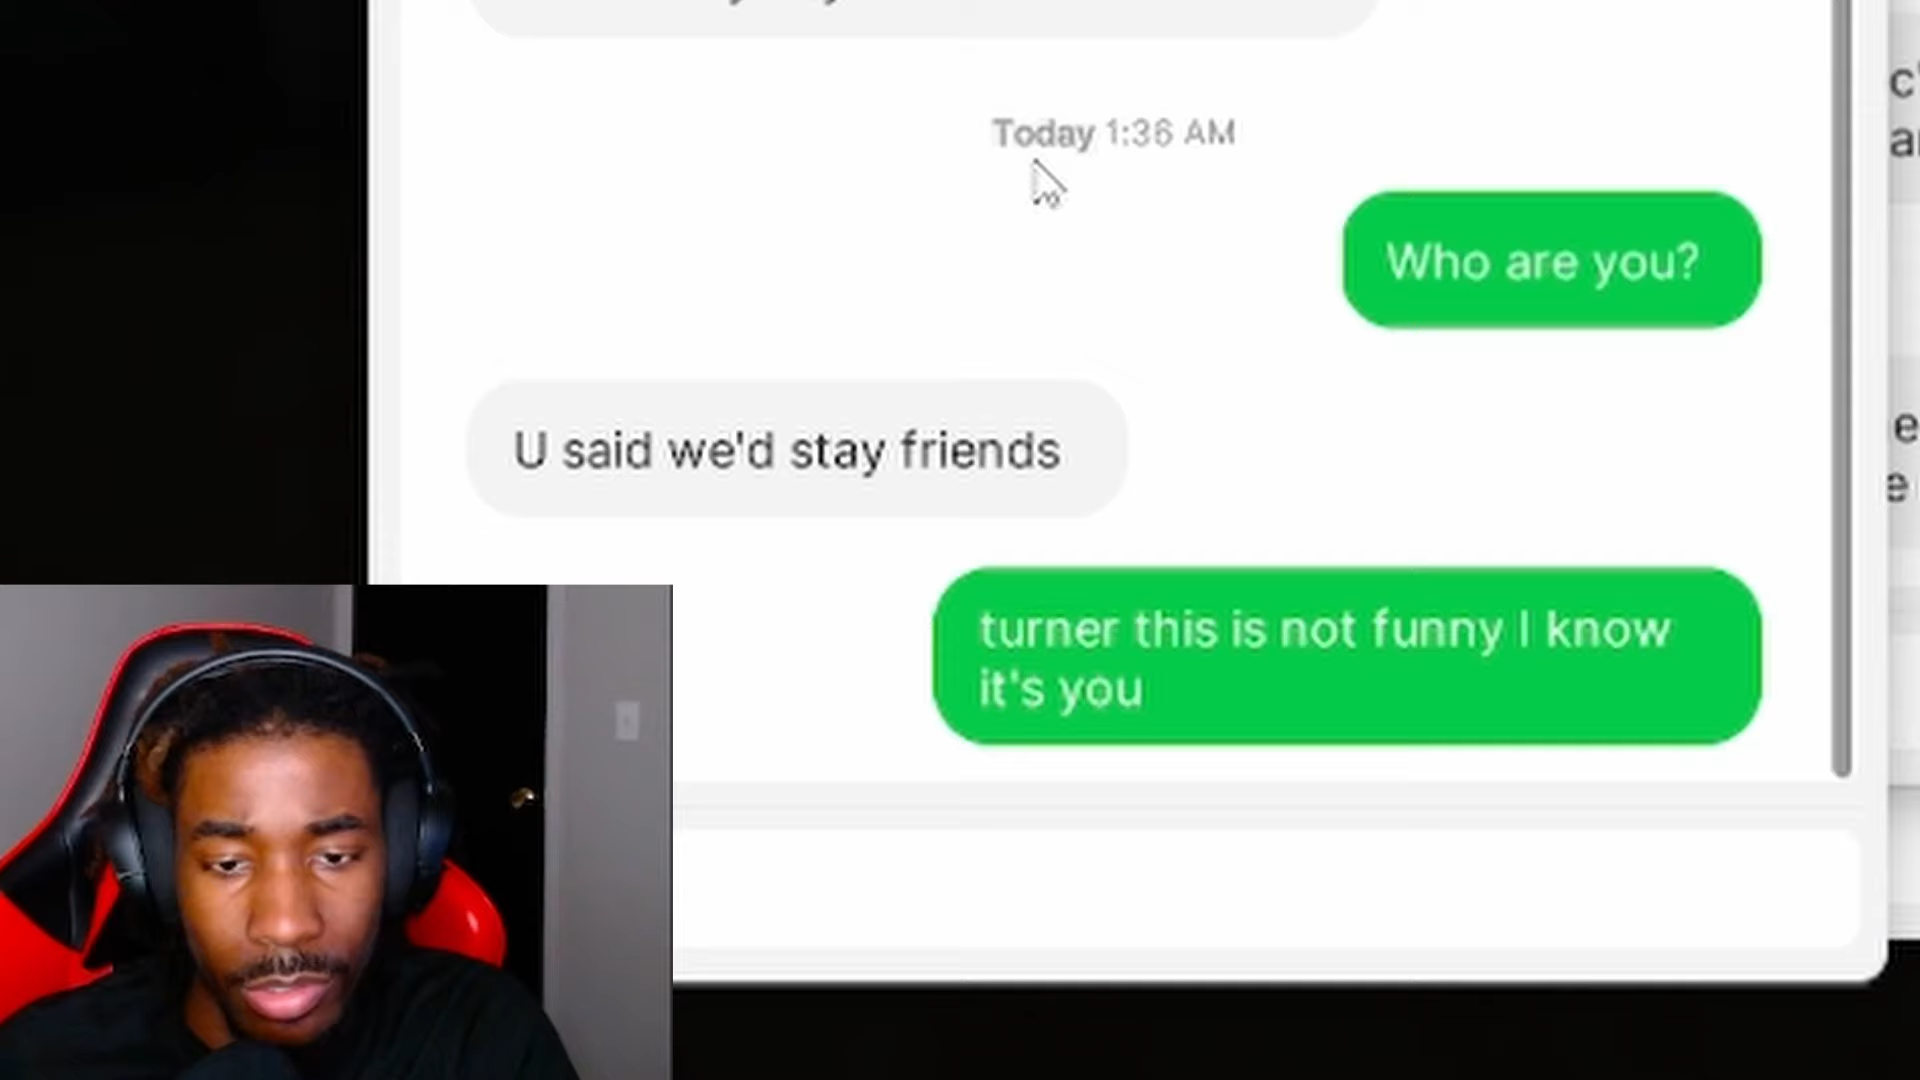 Today 1:36 AM
Who are you?
U said we'd stay friends
turner this is not funny I know
it's you